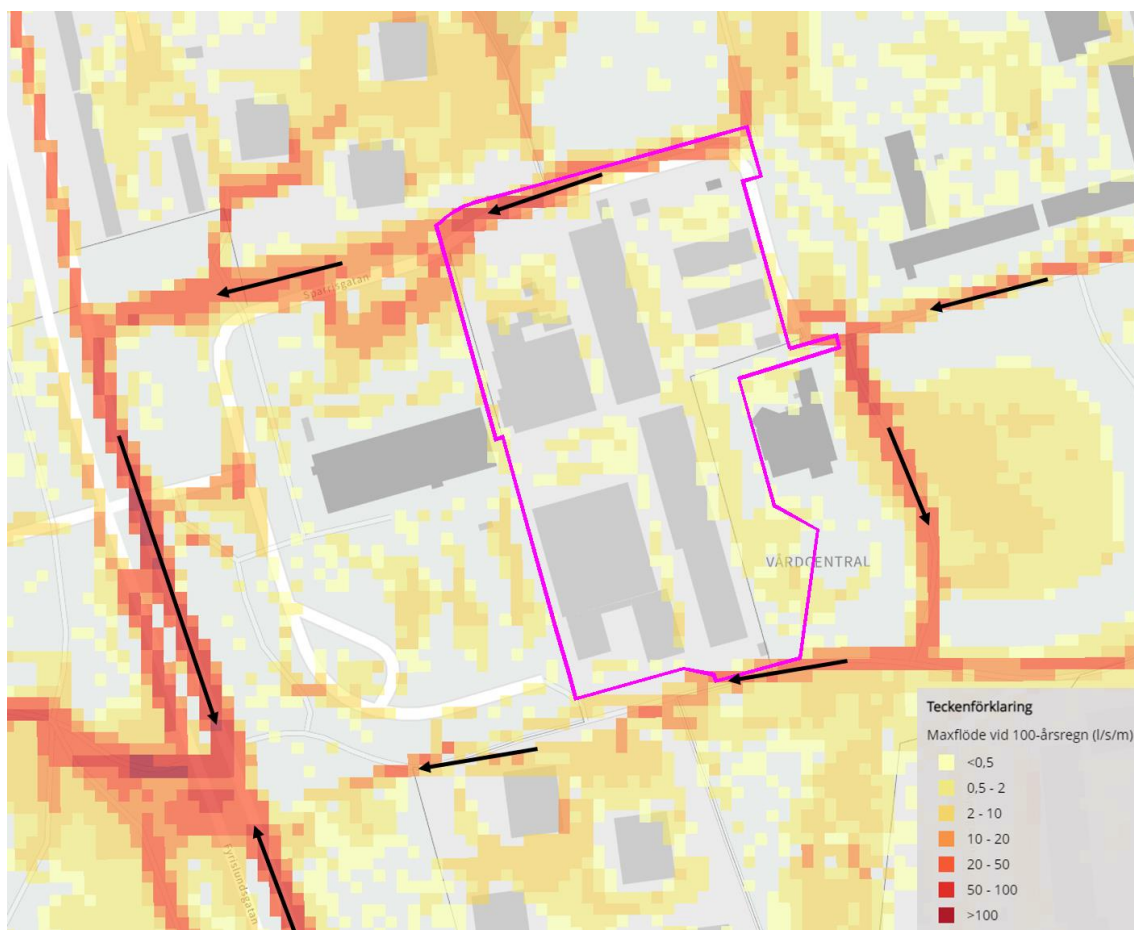 Sparrisgatan
VÅRDCENTRAL
Fyrislundsgatan
Teckenförklaring
Maxflöde vid 100-årsregn (l/s/m)
<0,5
0,5 - 2
2 - 10
10 - 20
20 - 50
50 - 100
>100